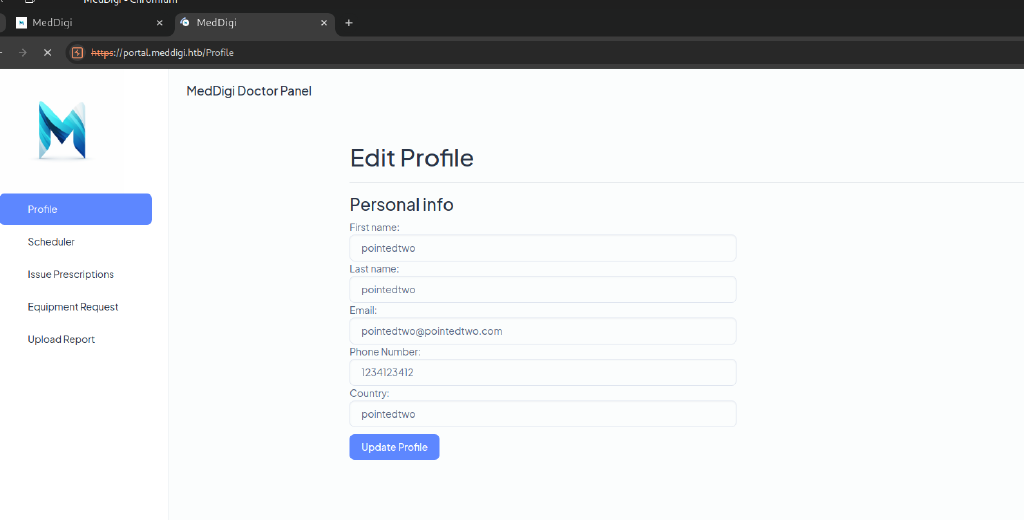 MedDigi - Chromium
MedDigi
MedDigi
https://portal.meddigi.htb/Profile
MedDigi Doctor Panel
Edit Profile
Profile
Personal info
First name:
pointedtwo
Scheduler
Last name:
Issue Prescriptions
pointedtwo
Equipment Request
Email:
pointedtwo@pointedtwo.com
Upload Report
Phone Number:
1234123412
Country:
pointedtwo
Update Profile